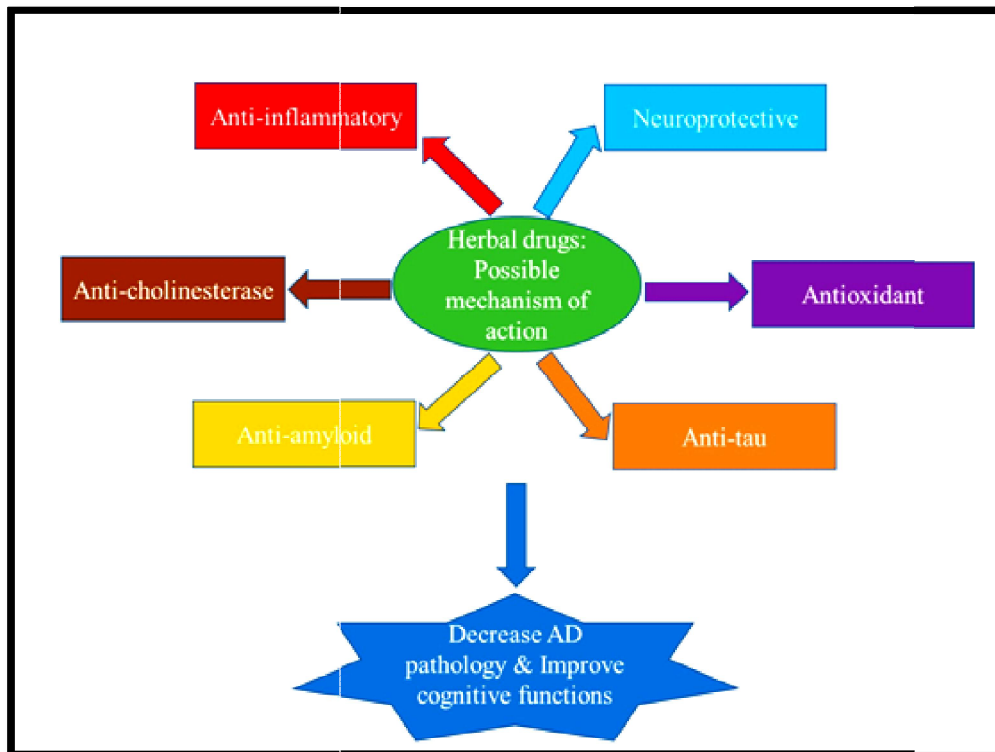 Anti-inflammatory
Neuroprotective
Herbal drugs:
Possible
mechanism of
action
Anti-cholinesterase
Antioxidant
Anti-amyloid
Anti-tau
Decrease AD
pathology & Improve
cognitive functions